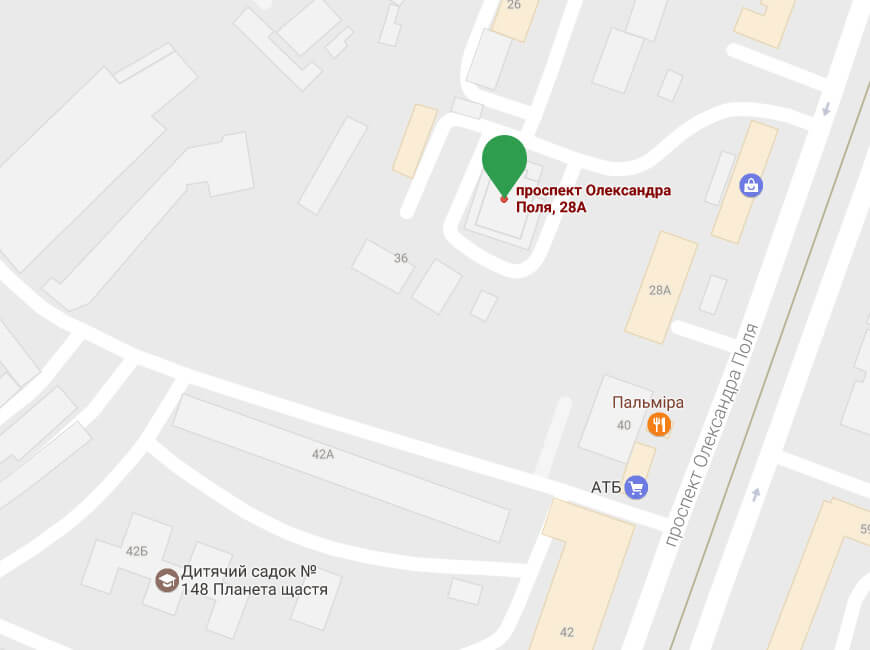 26
проспект Олександра
Поля, 28А
36
28А
проспект Олександра Поля
Пальміра
40
42А
АТБ
59
42Б
Дитячий садок №
148 Планета щастя
42